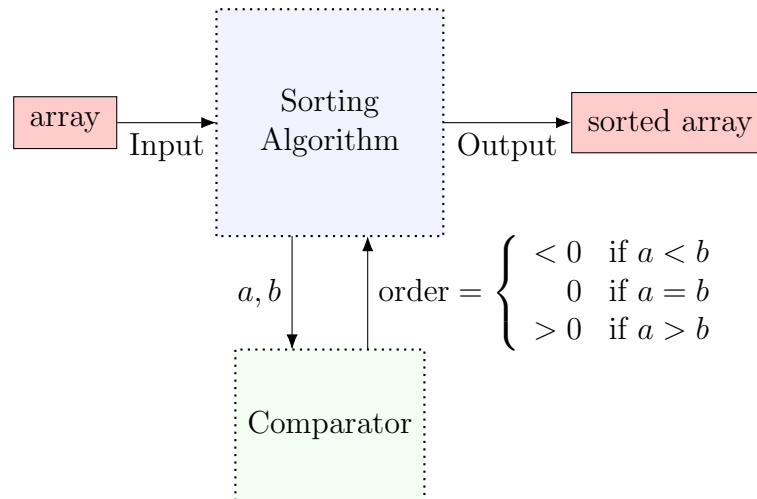 array
Input
Sorting
Algorithm
Output
sorted array
a, b
order = { < 0 if a < b
0 if a = b
> 0 if a > b
Comparator